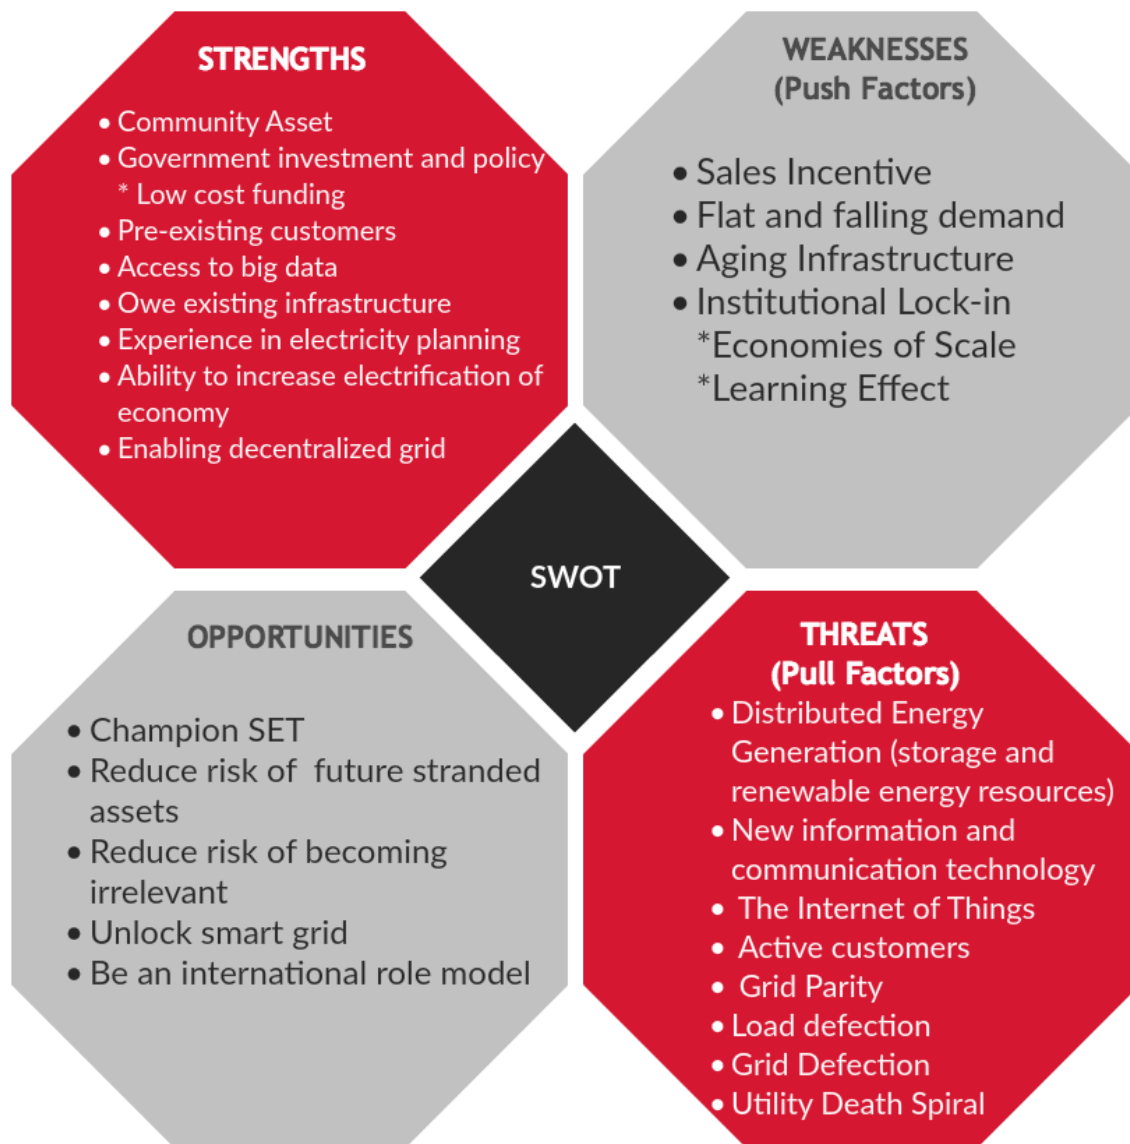 STRENGTHS
• Community Asset
• Government investment and policy
* Low cost funding
• Pre-existing customers
• Access to big data
• Owe existing infrastructure
• Experience in electricity planning
• Ability to increase electrification of
economy
• Enabling decentralized grid
WEAKNESSES
(Push Factors)
• Sales Incentive
• Flat and falling demand
• Aging Infrastructure
• Institutional Lock-in
*Economies of Scale
*Learning Effect
SWOT
OPPORTUNITIES
• Champion SET
• Reduce risk of future stranded
assets
• Reduce risk of becoming
irrelevant
• Unlock smart grid
• Be an international role model
THREATS
(Pull Factors)
• Distributed Energy
Generation (storage and
renewable energy resources)
• New information and
communication technology
• The Internet of Things
• Active customers
• Grid Parity
• Load defection
• Grid Defection
• Utility Death Spiral